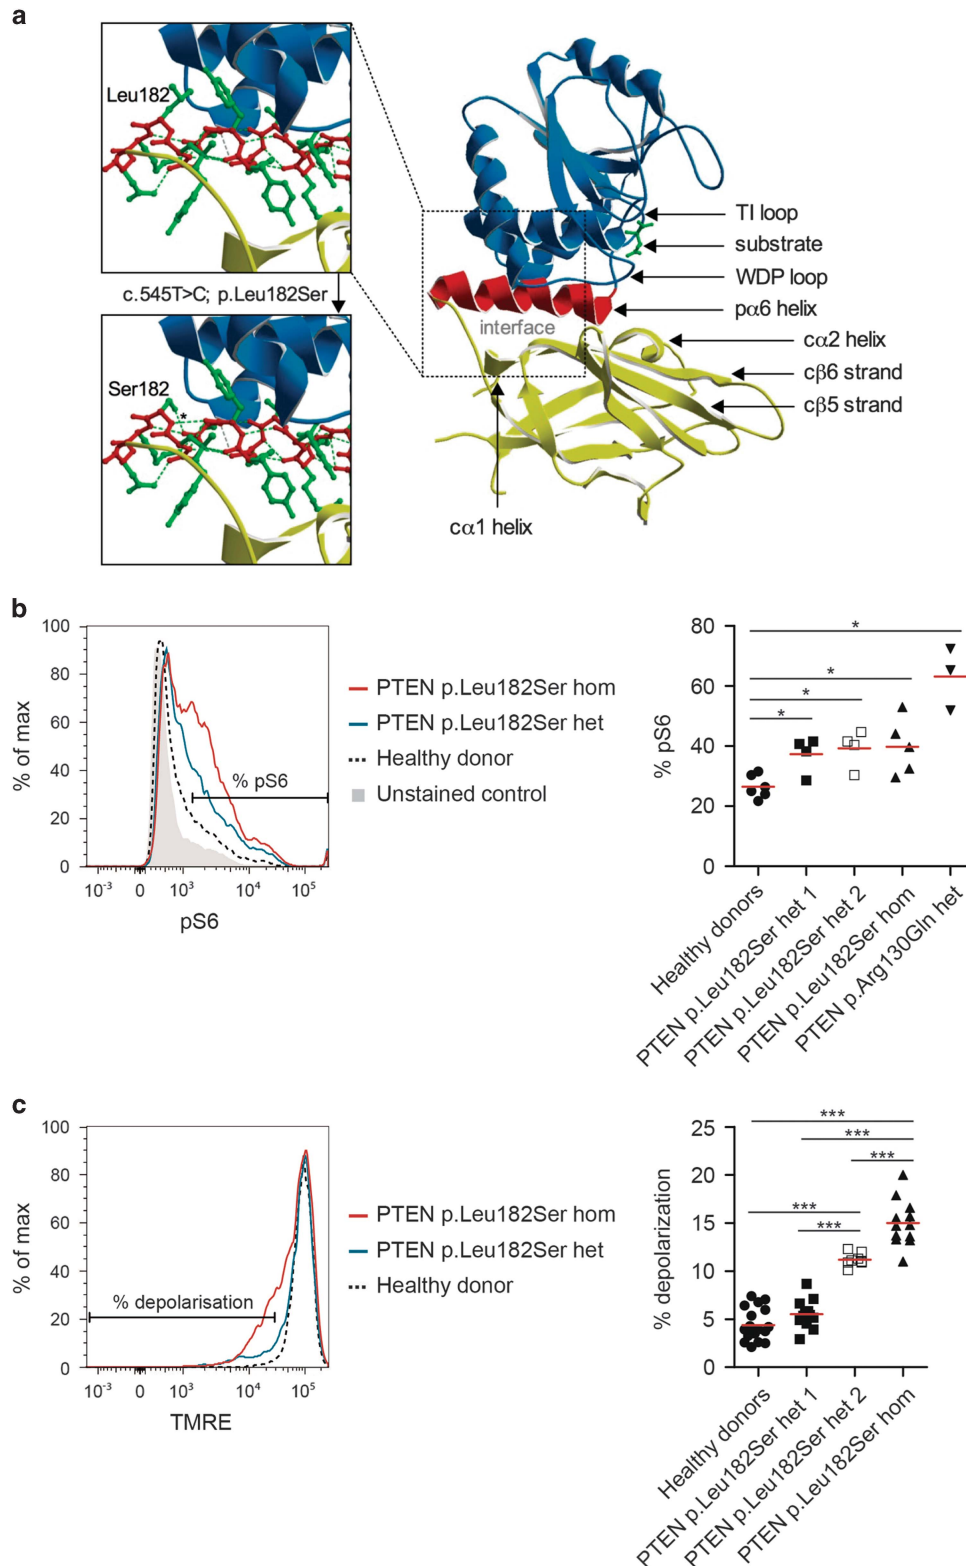 a
Leu182
c.545T>C; p.Leu182Ser
Ser182
*
interface
TI loop
substrate
WDP loop
pα6 helix
cα2 helix
cβ6 strand
cβ5 strand
cα1 helix
b
% of max
100
80
60
40
20
0
% pS6
10-3 0 103 104 105
pS6
PTEN p.Leu182Ser hom
PTEN p.Leu182Ser het
Healthy donor
Unstained control
% pS6
80
60
40
20
0
*
*
*
*
Healthy donors
PTEN p.Leu182Ser het 1
PTEN p.Leu182Ser het 2
PTEN p.Leu182Ser hom
PTEN p.Arg130Gln het
c
% of max
100
80
60
40
20
0
% depolarisation
10-3 0 103 104 105
TMRE
PTEN p.Leu182Ser hom
PTEN p.Leu182Ser het
Healthy donor
% depolarization
25
20
15
10
5
0
***
***
***
***
***
Healthy donors
PTEN p.Leu182Ser het 1
PTEN p.Leu182Ser het 2
PTEN p.Leu182Ser hom